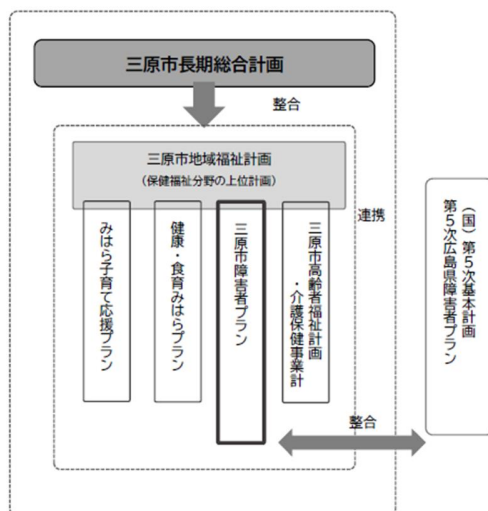 三原市長期総合計画
整合
三原市地域福祉計画
（保健福祉分野の上位計画）
連携
みはら子育て応援プラン
健康・食育みはらプラン
三原市障害者プラン
三原市高齢者福祉計画
・介護保健事業計
（国）第５次基本計画
第５次広島県障害者プラン
整合